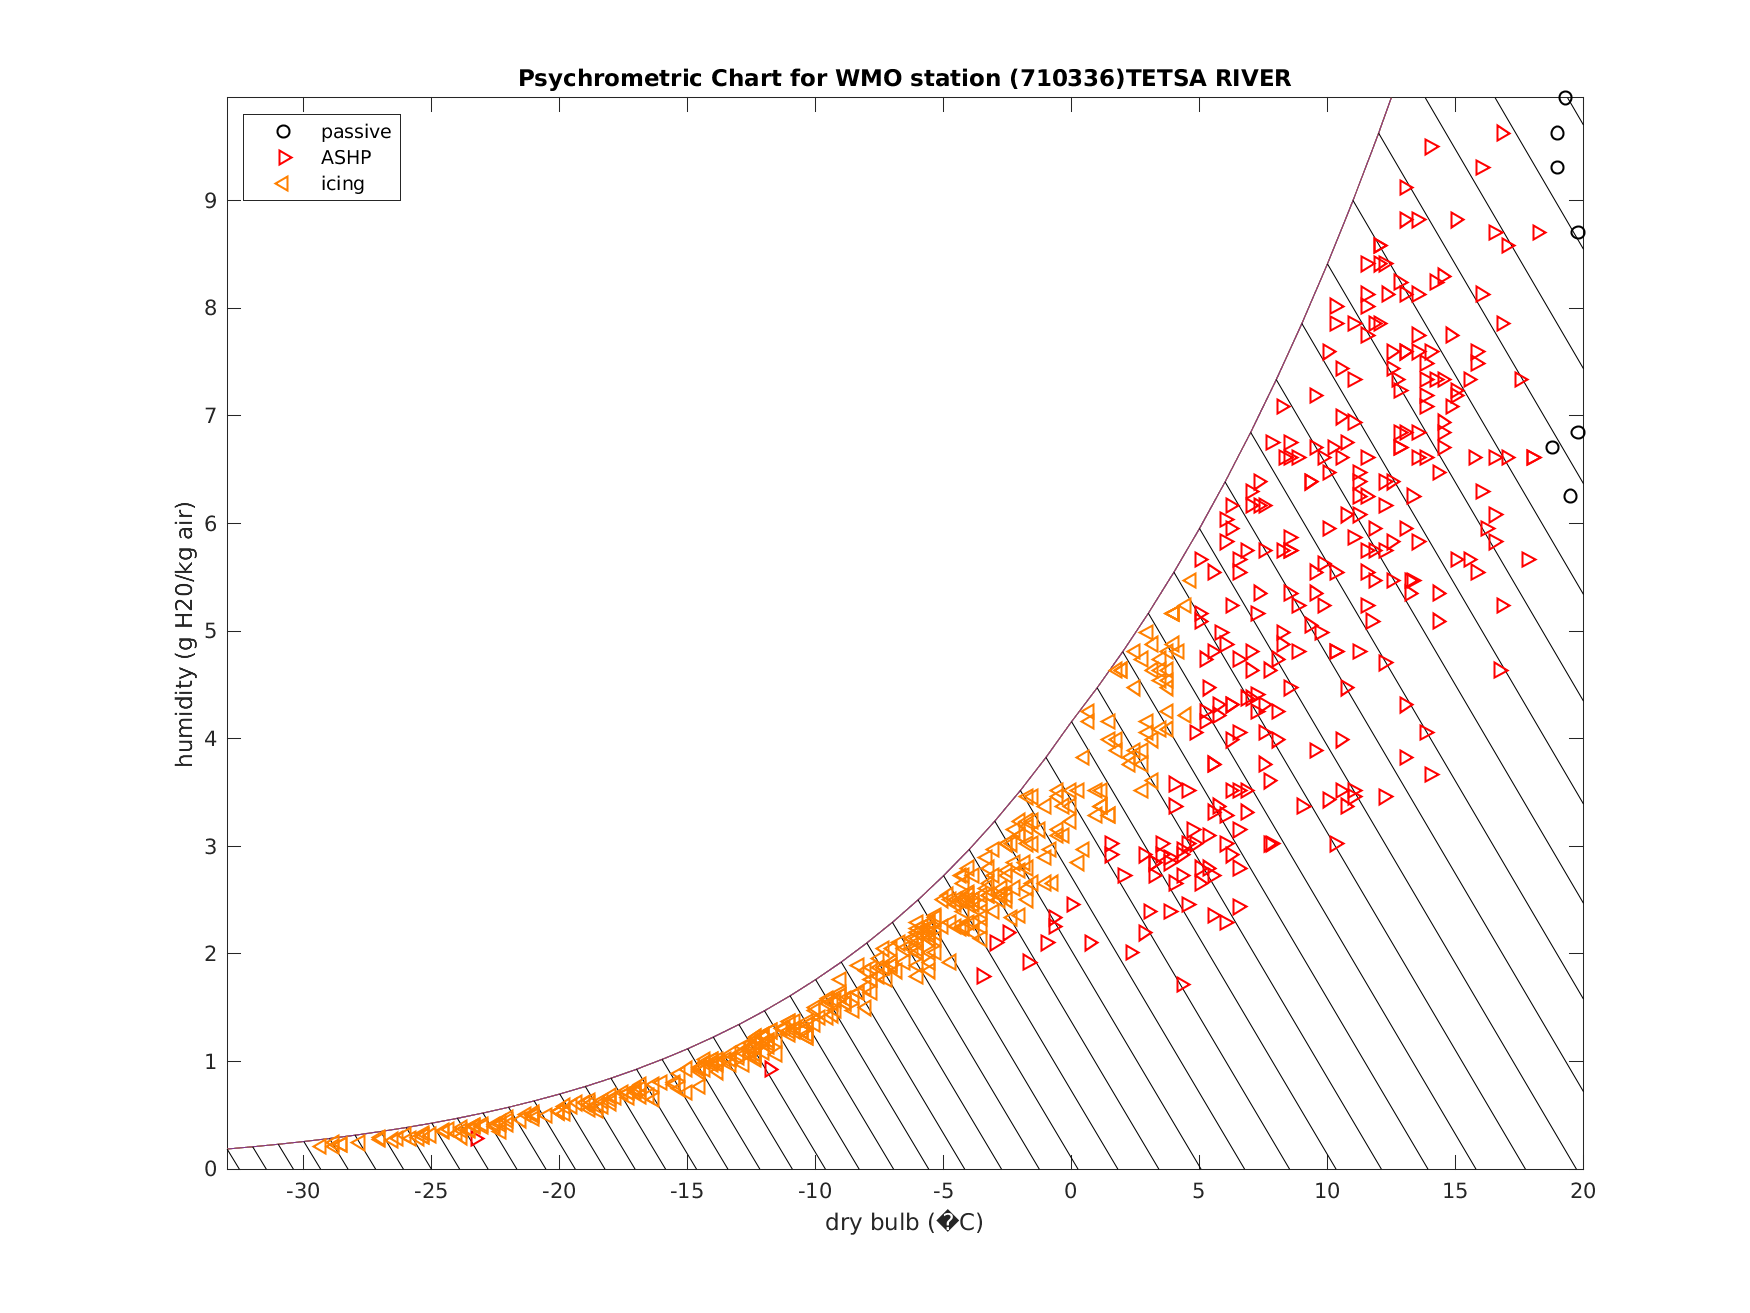 Psychrometric Chart for WMO station (710336)TETSA RIVER
passive
ASHP
icing
humidity (g H20/kg air)
9
8
7
6
5
4
3
2
1
0
-30 -25 -20 -15 -10 -5 0 5 10 15 20
dry bulb (�C)